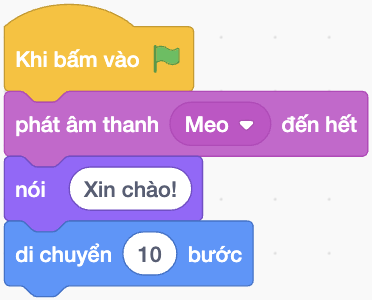 Khi bấm vào
phát âm thanh Meo đến hết
nói Xin chào!
di chuyển 10 bước